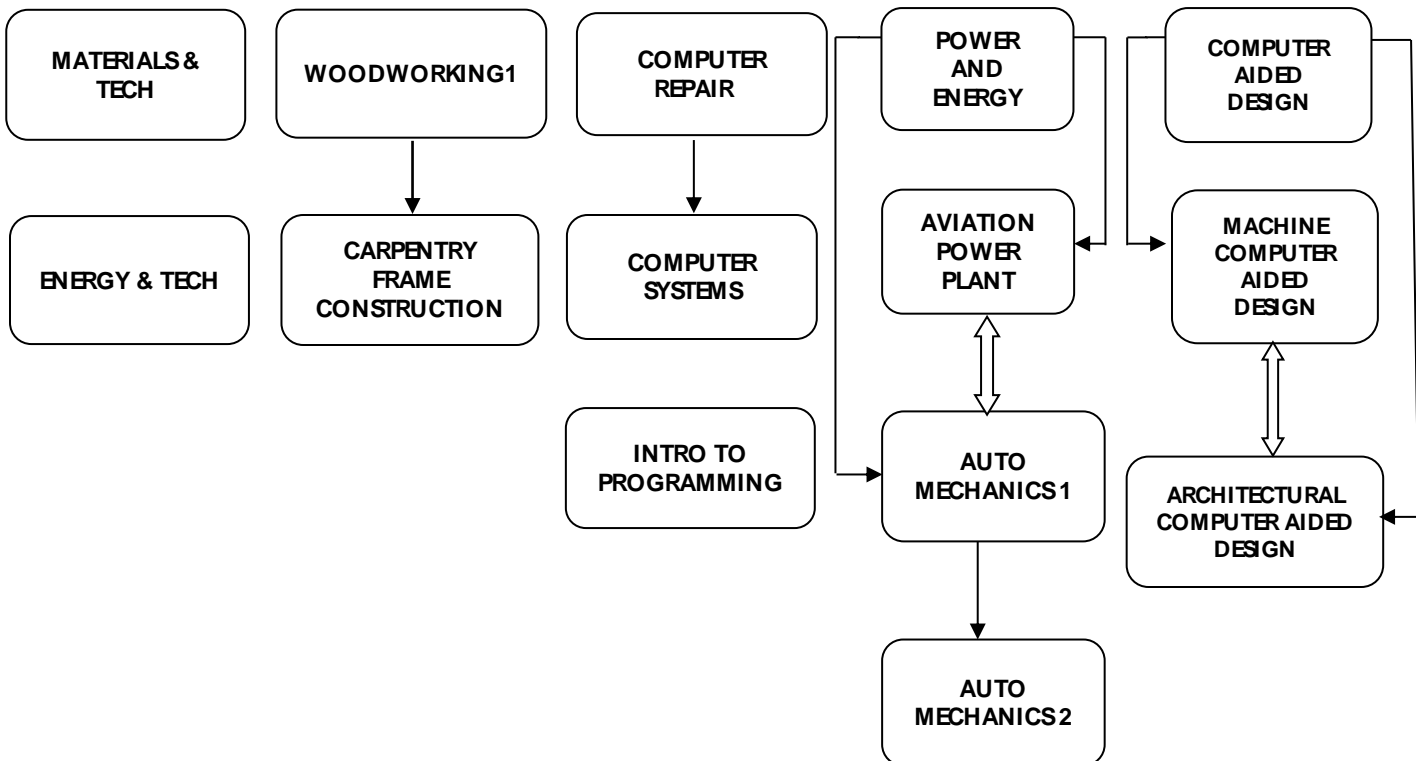 MATERIALS &
TECH
WOODWORKING 1
COMPUTER
REPAIR
POWER
AND
ENERGY
COMPUTER
AIDED
DESIGN
ENERGY & TECH
CARPENTRY
FRAME
CONSTRUCTION
COMPUTER
SYSTEMS
AVIATION
POWER
PLANT
MACHINE
COMPUTER
AIDED
DESIGN
INTRO TO
PROGRAMMING
AUTO
MECHANICS 1
ARCHITECTURAL
COMPUTER AIDED
DESIGN
AUTO
MECHANICS 2